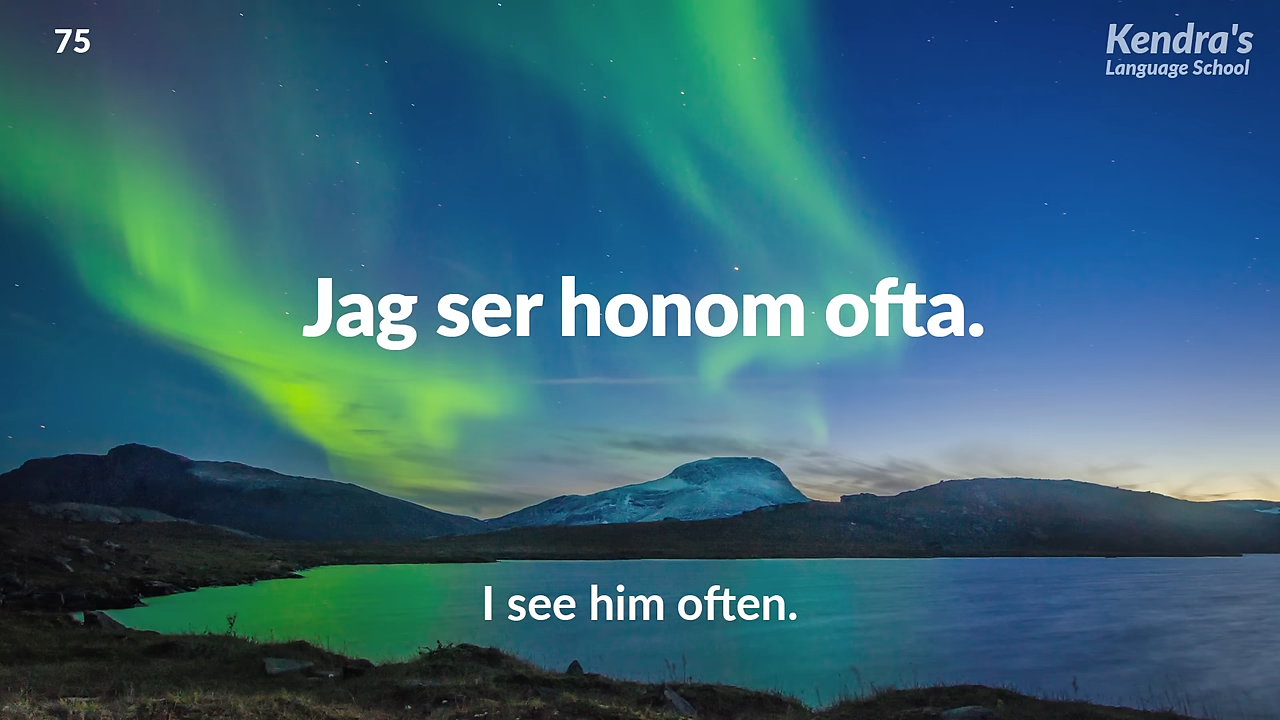 75
Kendra's
Language School
Jag ser honom ofta.
I see him often.